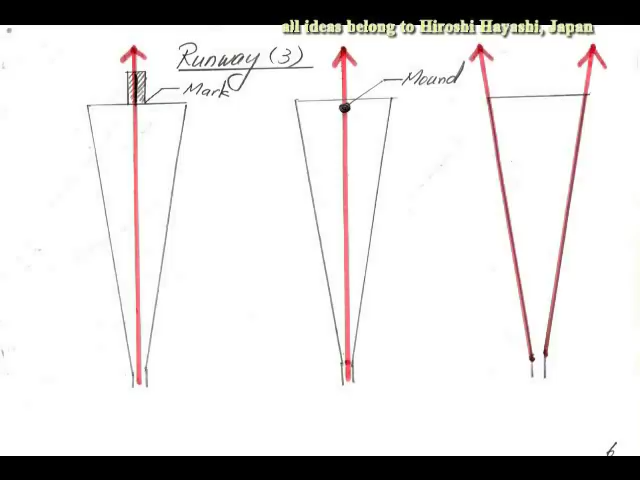 all ideas belong to Hiroshi Hayashi, Japan
Runway (3)
Mark
Mound
6